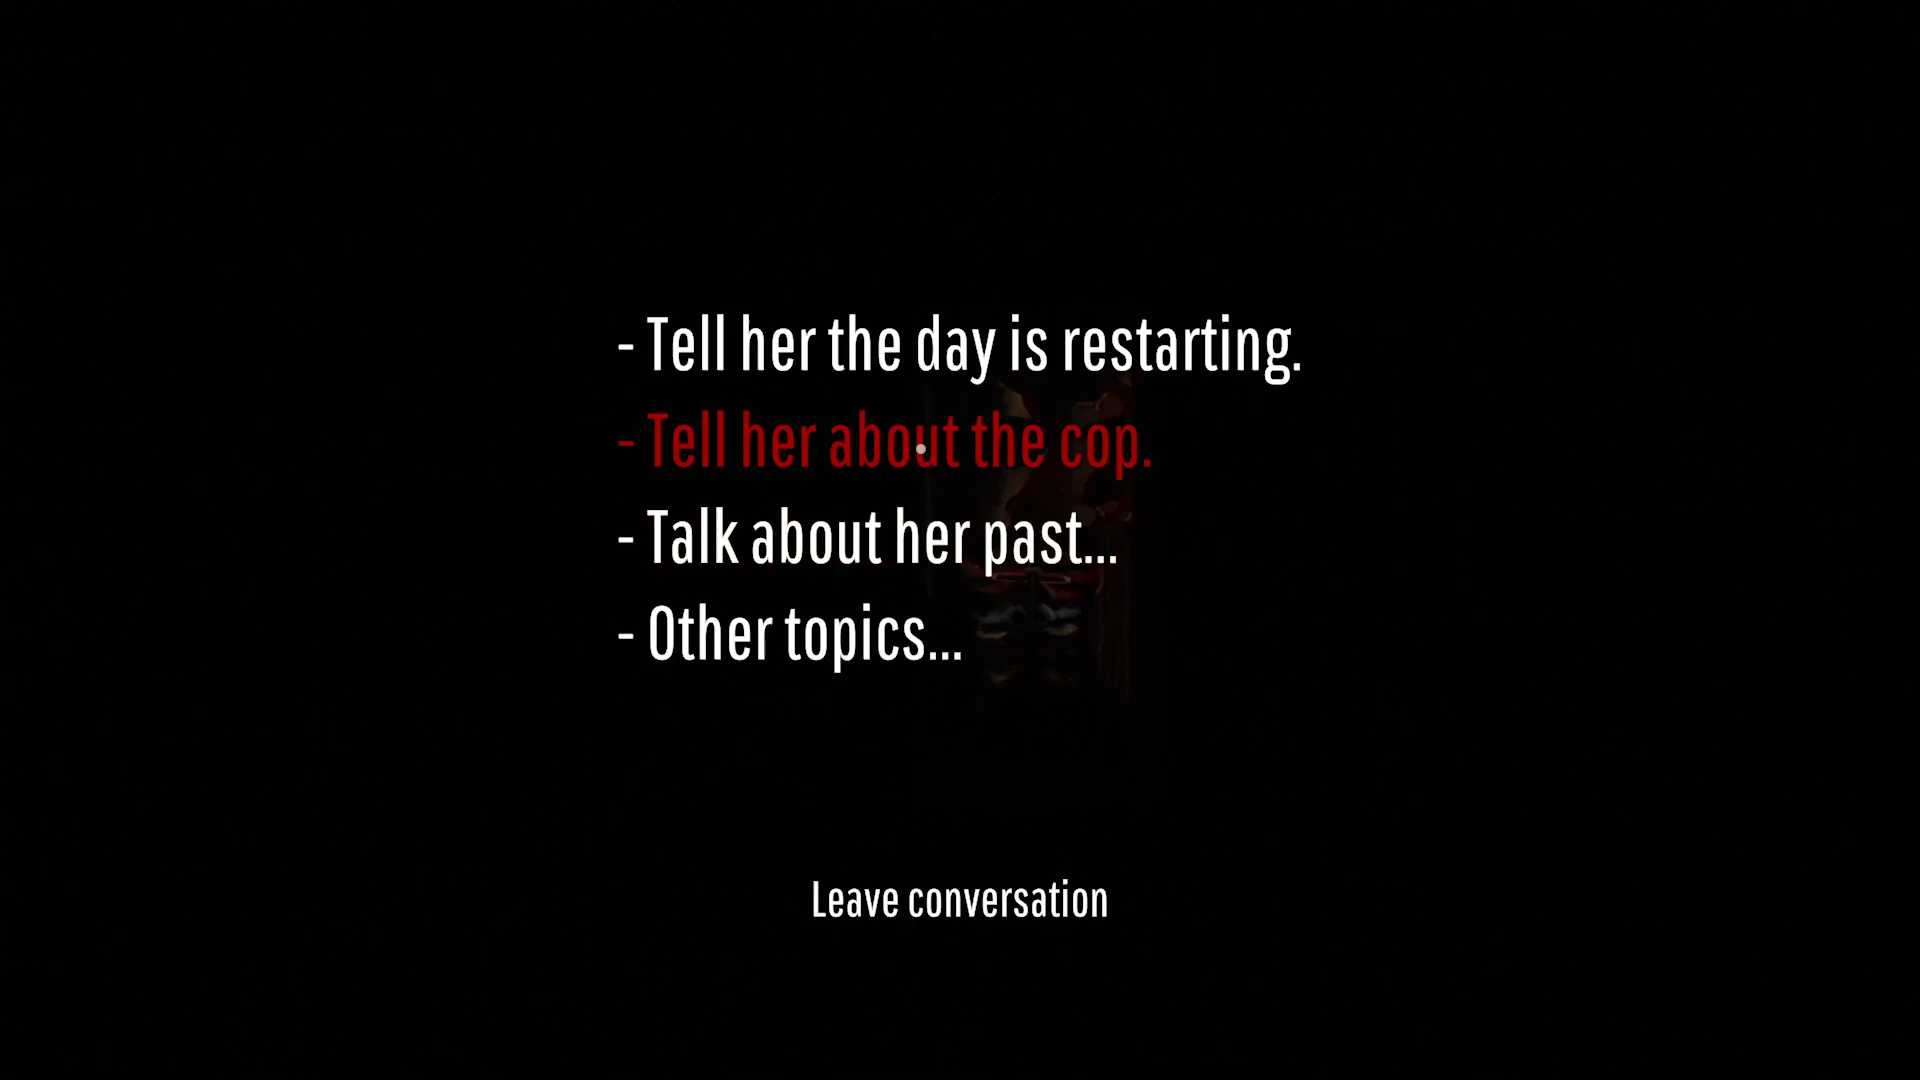 - Tell her the day is restarting.
- Tell her about the cop.
- Talk about her past...
- Other topics...
Leave conversation